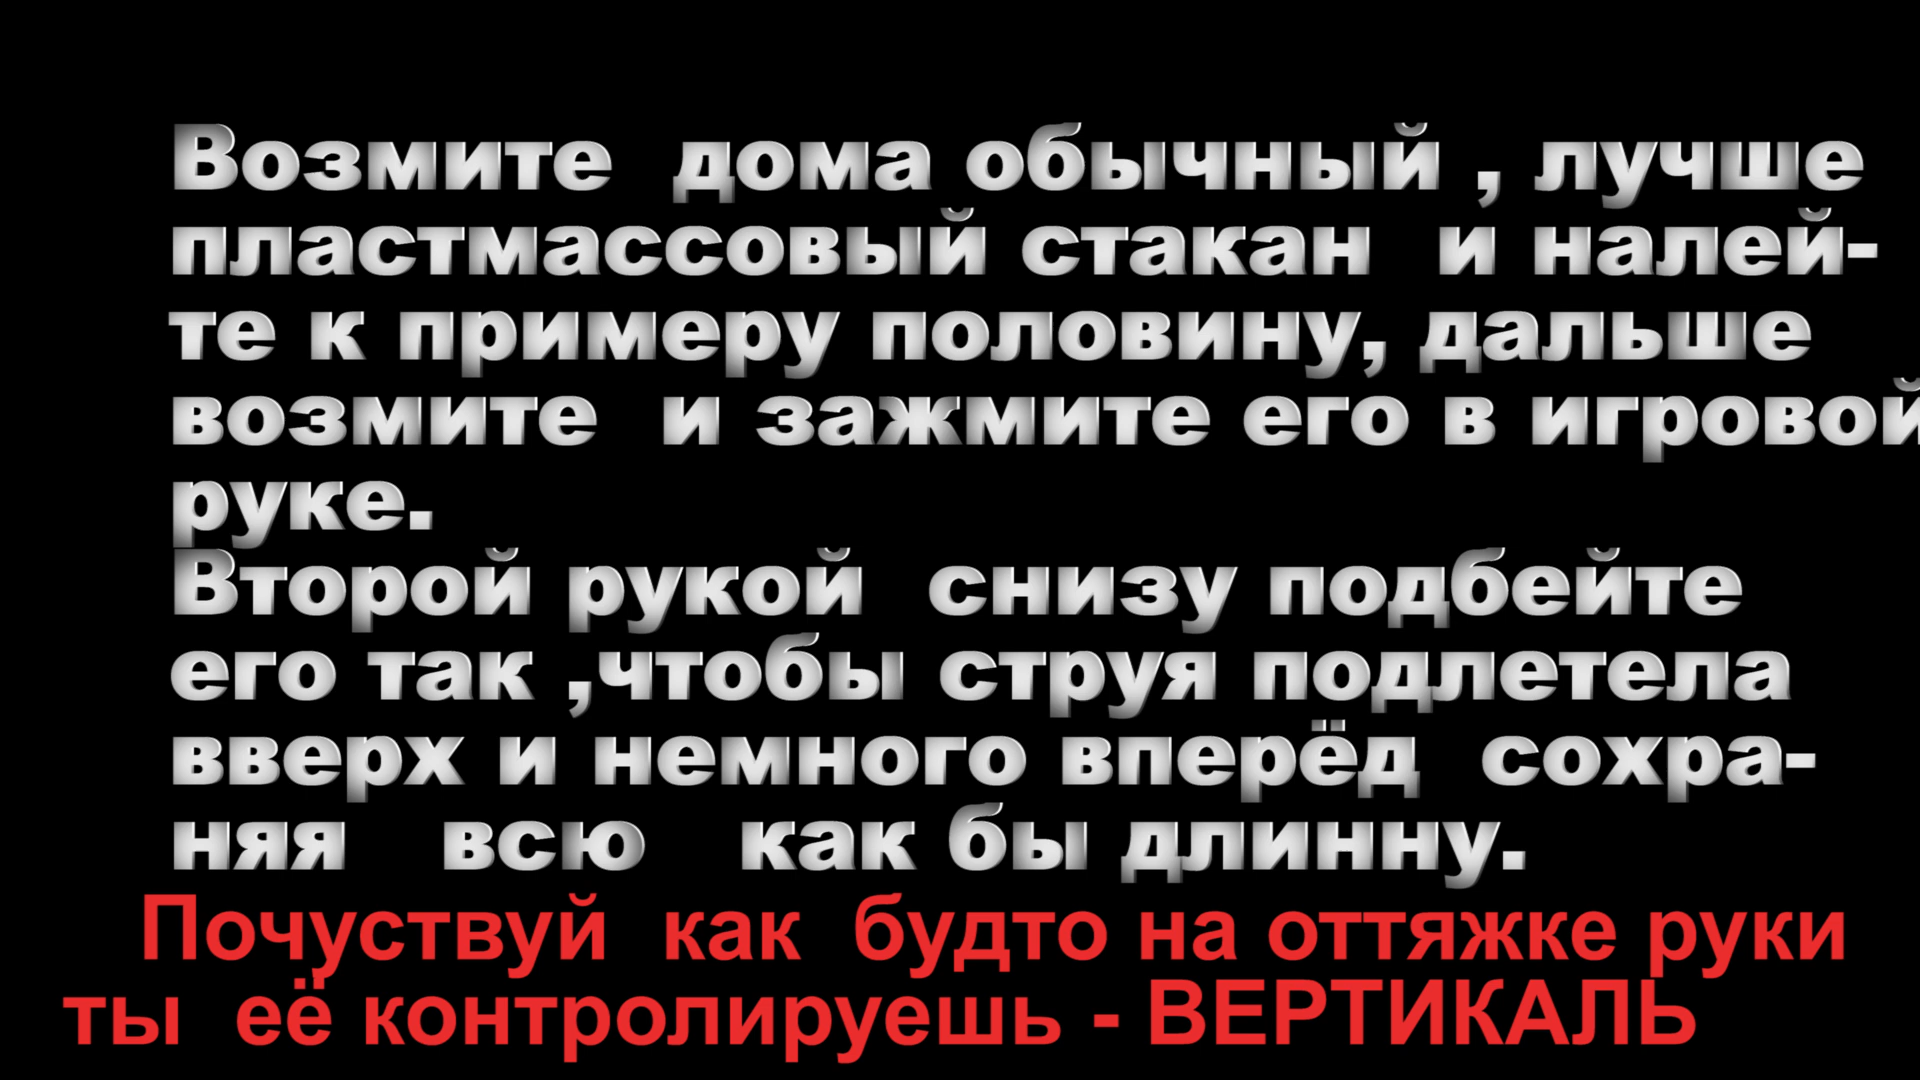 Возмите дома обычный , лучше
пластмассовый стакан и налей-
те к примеру половину, дальше
возмите и зажмите его в игровой
руке.
Второй рукой снизу подбейте
его так ,чтобы струя подлетела
вверх и немного вперёд сохра-
няя всю как бы длинну.
Почуствуй как будто на оттяжке руки
ты её контролируешь - ВЕРТИКАЛЬ